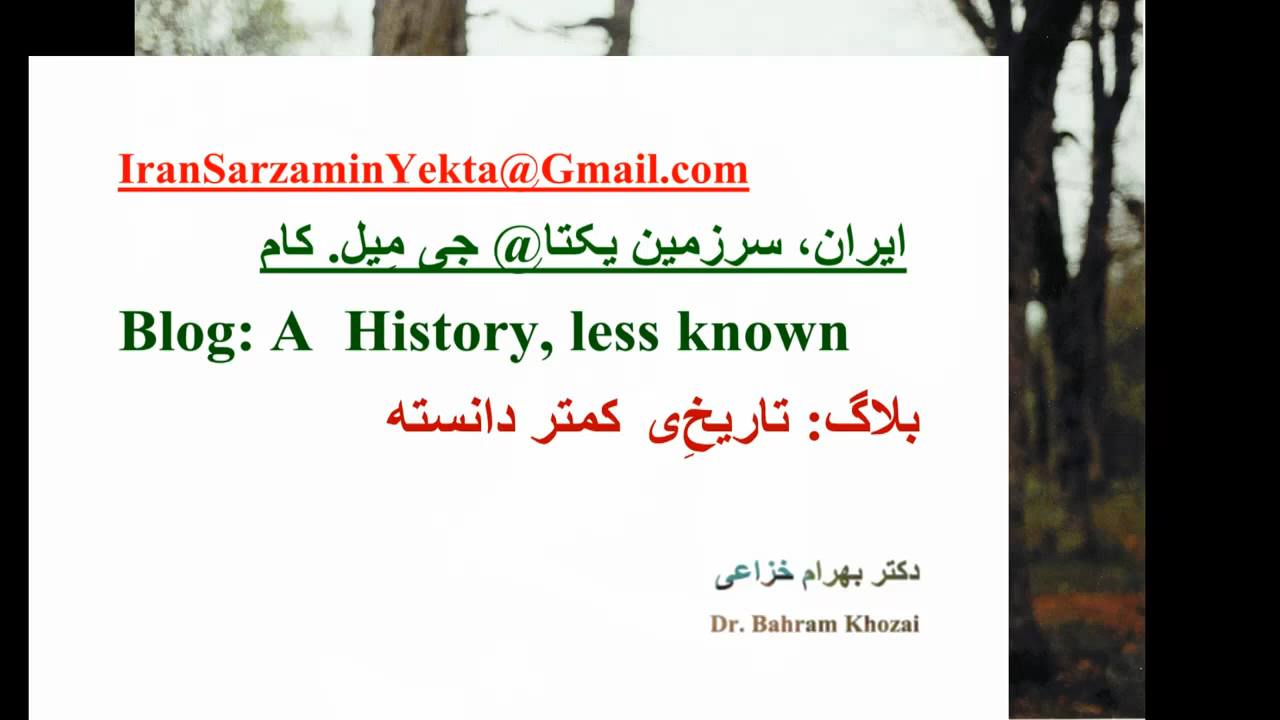 IranSarzaminYekta@Gmail.com
ایران، سرزمین یکتا@ جی مِیل. کام
Blog: A  History, less known
بلاگ: تاریخِ‌ی  کمتر دانسته
دکتر بهرام خزاعی
Dr. Bahram Khozai